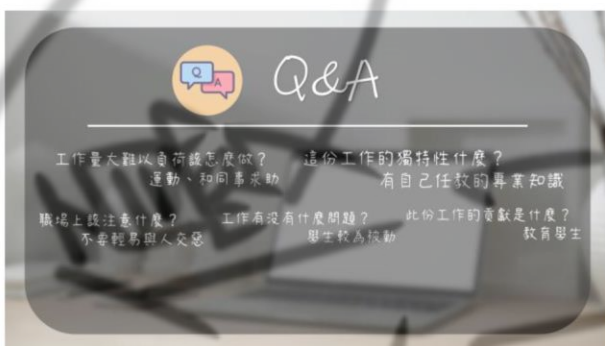 Q A
Q&A
工作量大難以負荷該怎麼做？
運動、和同事求助
這份工作的獨特性什麼？
有自己任教的專業知識
職場上該注意什麼？
不要輕易與人交惡
工作有沒有什麼問題？
學生較為被動
此份工作的貢獻是什麼？
教育學生